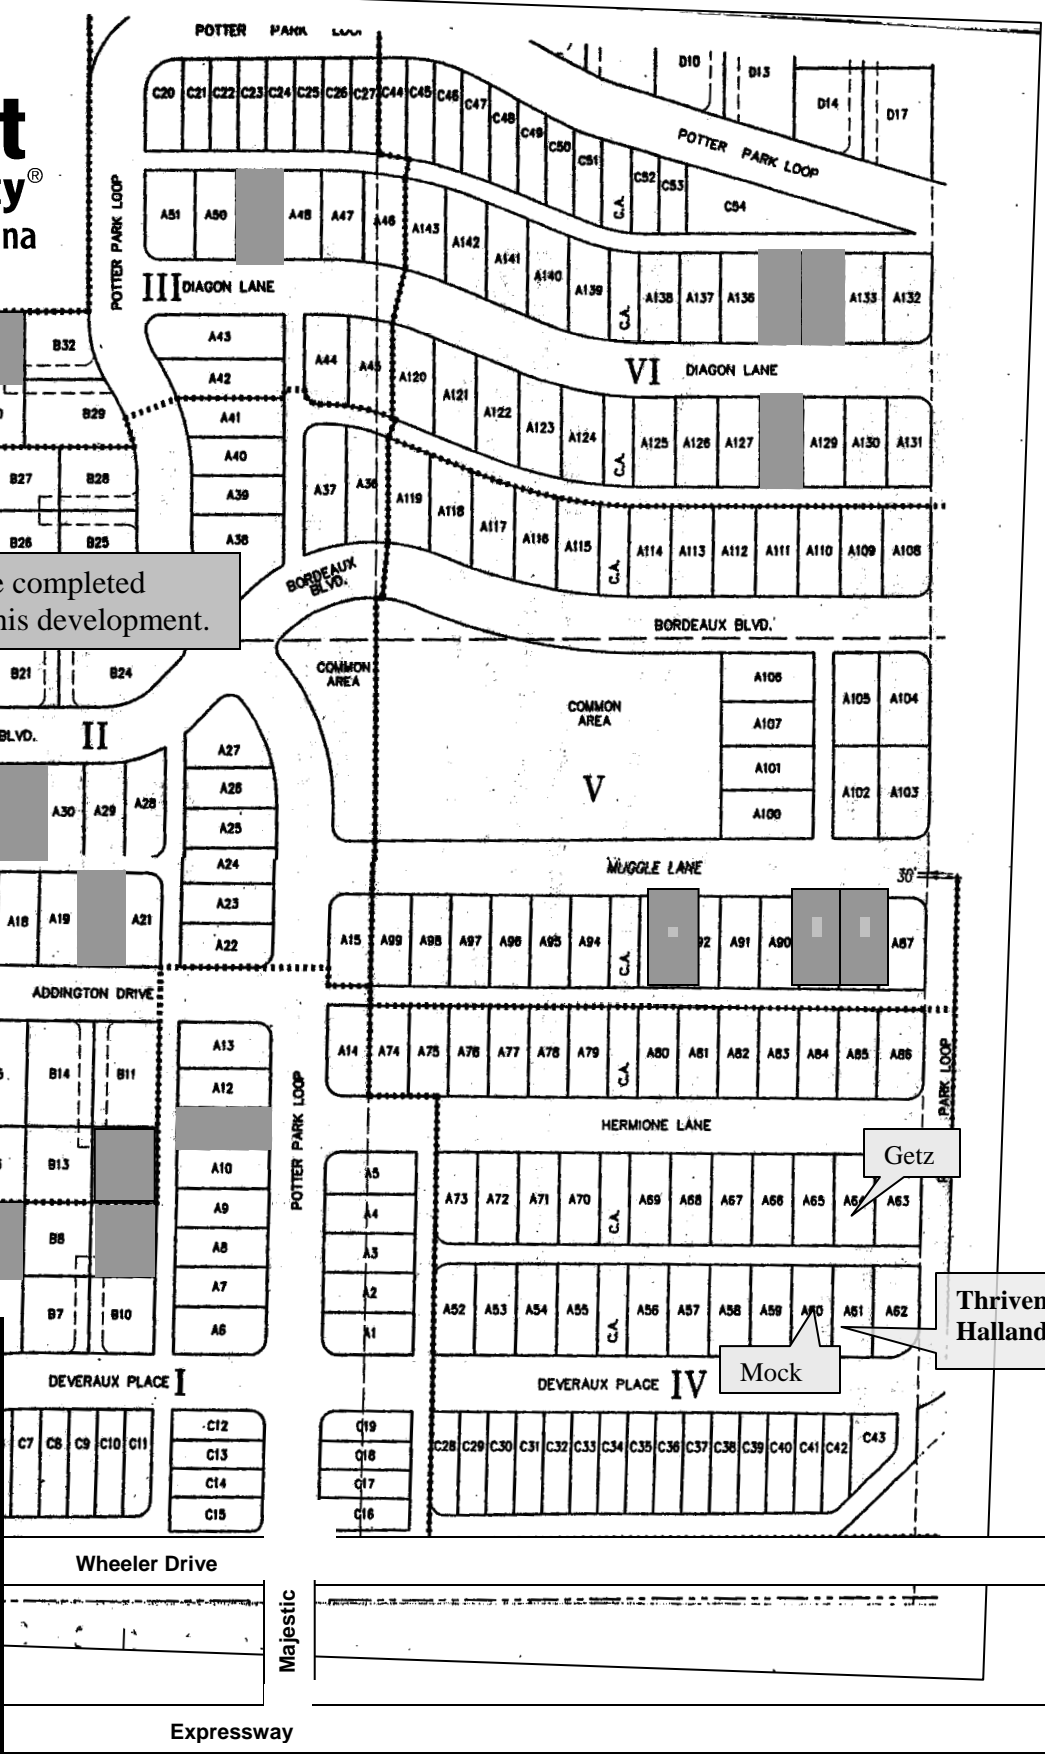 POTTER PARK LOOP
t
ty®
na
C20 C21 C22 C23 C24 C25 C26 C27 C44 C45 C46 C47 C48 C49 C50 C51 C.A. C52 C53 C54
D10 D13 D14 D17
POTTER PARK LOOP
POTTER PARK LOOP
A51 A50 A48 A47 A46 A143 A142 A141 A140 A139 C.A. A138 A137 A136 A133 A132
III DIAGON LANE
VI DIAGON LANE
B32
B29
A43
A42
A41
A40
A39
A38
A44 A45 A120 A121 A122 A123 A124 C.A. A125 A126 A127 A129 A130 A131
B27 B28
B26 B25
A37 A36 A119 A118 A117 A116 A115 C.A. A114 A113 A112 A111 A110 A109 A108
e completed
his development.
BORDEAUX
BLVD.
BORDEAUX BLVD.
B21 B24
COMMON
AREA
COMMON
AREA
A106
A107
A101
A100
A105 A104
A102 A103
BLVD. II
V
A27
A26
A25
A24
A23
A22
A30 A29 A28
MUGGLE LANE
30'
A18 A19 A21
A15 A99 A98 A97 A96 A95 A94 C.A. 92 A91 A90 A87
ADDINGTON DRIVE
B14 B11
B13
A13
A12
A10
A9
A8
A7
A6
POTTER PARK LOOP
A14 A74 A75 A76 A77 A78 A79 C.A. A80 A81 A82 A83 A84 A85 A86
PARK LOOP
HERMIONE LANE
Getz
A5
A4
A3
A2
A1
A73 A72 A71 A70 C.A. A69 A68 A67 A66 A65 A64 A63
B8
B7 B10
A52 A53 A54 A55 C.A. A56 A57 A58 A59 A60 A61 A62
Thriven
Halland
Mock
DEVERAUX PLACE I
DEVERAUX PLACE IV
C7 C8 C9 C10 C11
C12
C13
C14
C15
C19
C18
C17
C16
C28 C29 C30 C31 C32 C33 C34 C35 C36 C37 C38 C39 C40 C41 C42 C43
Wheeler Drive
Majestic
Expressway